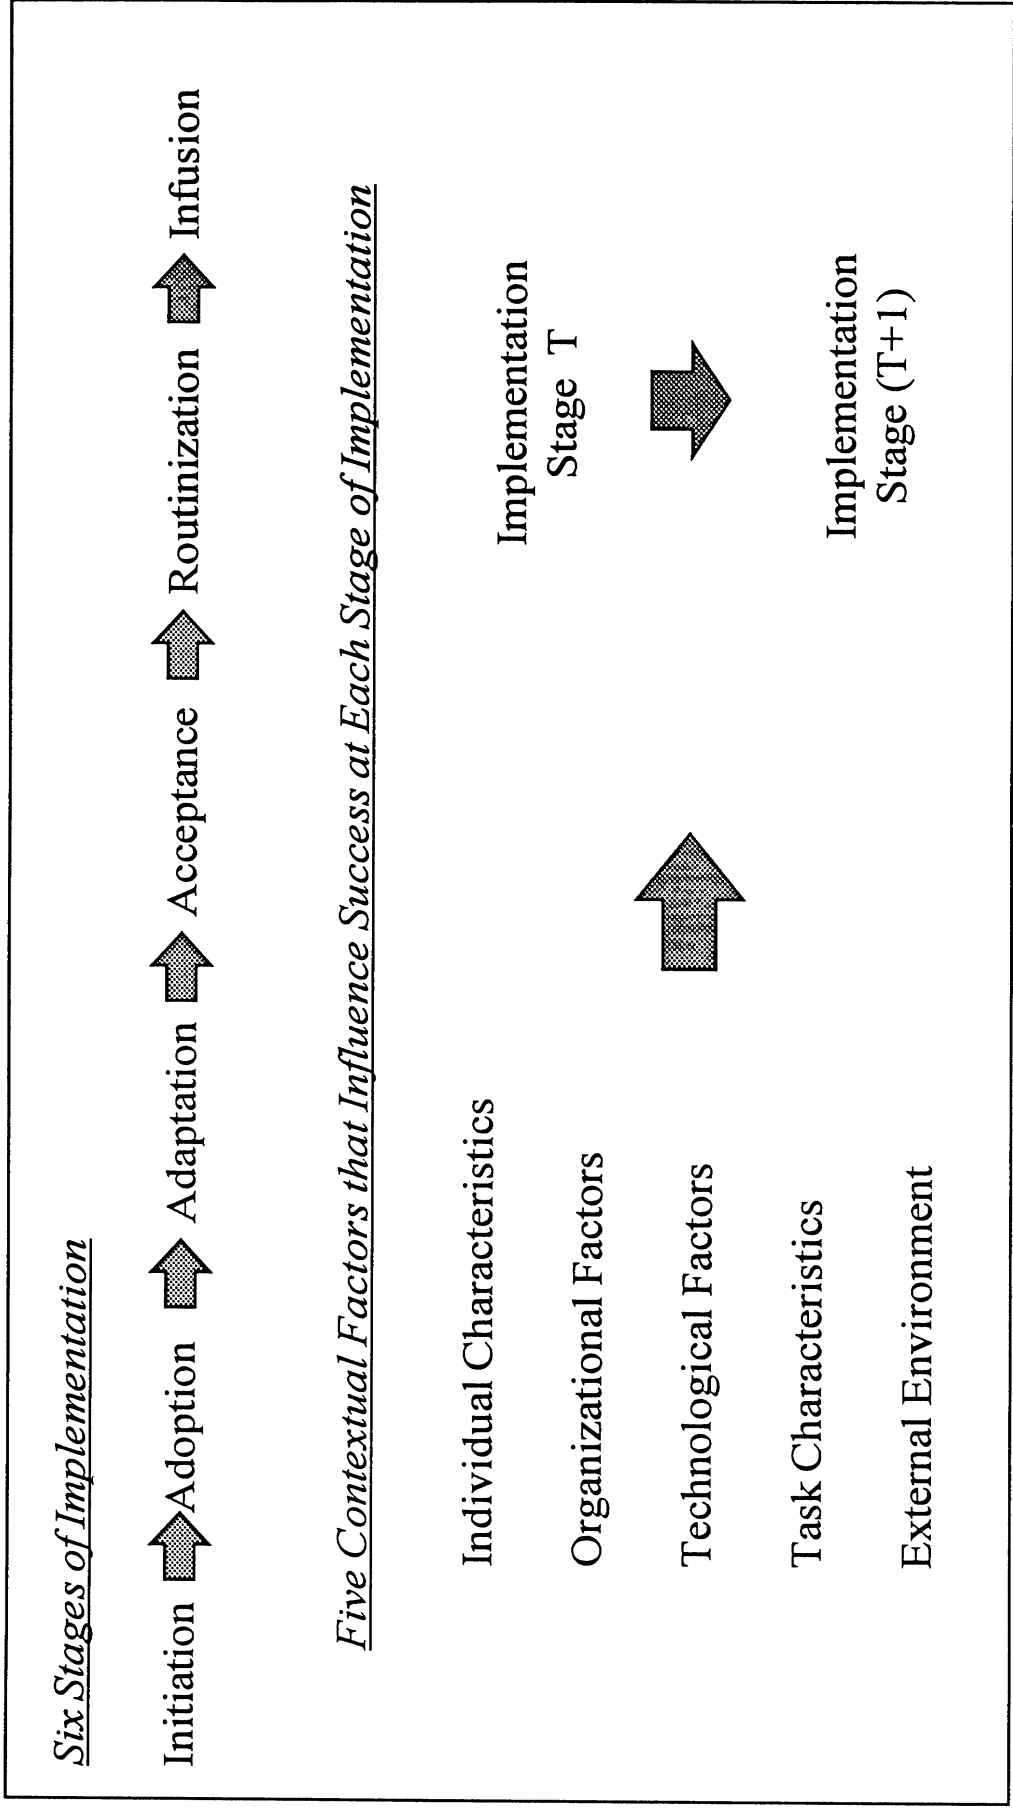 Six Stages of Implementation
Initiation Adoption Adaptation Acceptance Routinization Infusion
Five Contextual Factors that Influence Success at Each Stage of Implementation
Individual Characteristics
Organizational Factors
Technological Factors
Task Characteristics
External Environment
Implementation
Stage T
Implementation
Stage (T+1)